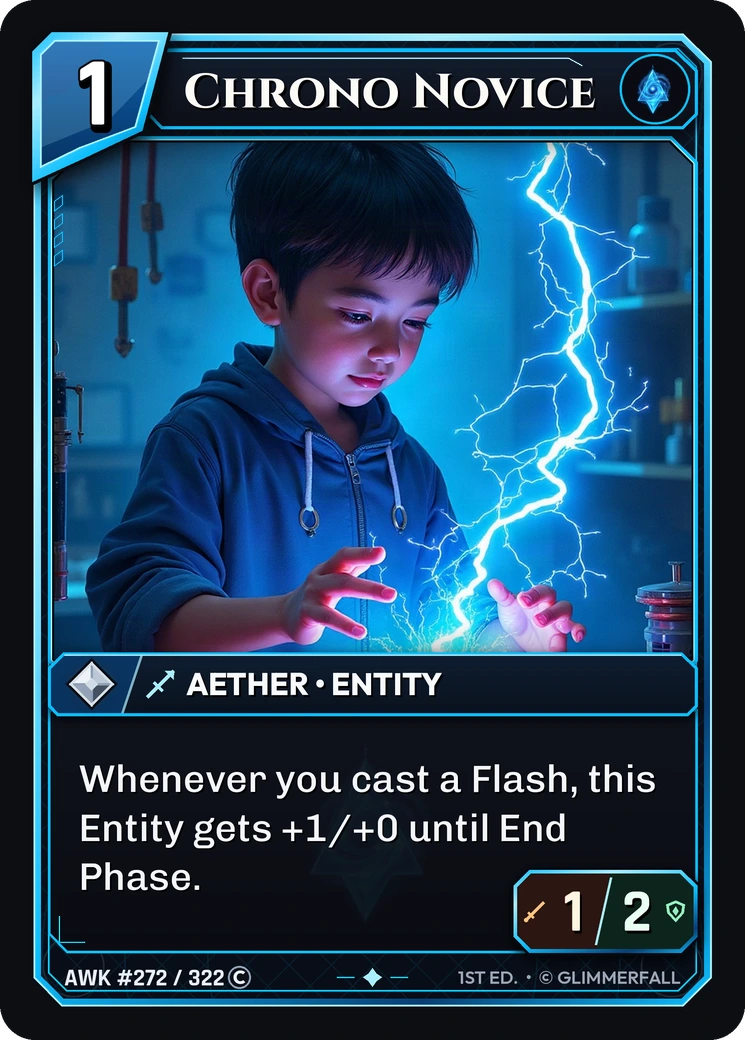 1
CHRONO NOVICE
AETHER • ENTITY
Whenever you cast a Flash, this
Entity gets +1/+0 until End
Phase.
1 / 2
AWK #272 / 322 Ⓒ
1ST ED. • © GLIMMERFALL